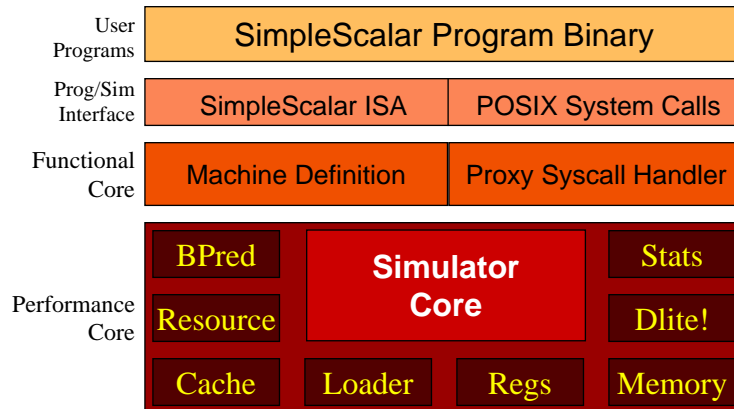 User
Programs
SimpleScalar Program Binary
Prog/Sim
Interface
SimpleScalar ISA
POSIX System Calls
Functional
Core
Machine Definition
Proxy Syscall Handler
Performance
Core
BPred
Simulator
Core
Stats
Resource
Dlite!
Cache
Loader
Regs
Memory